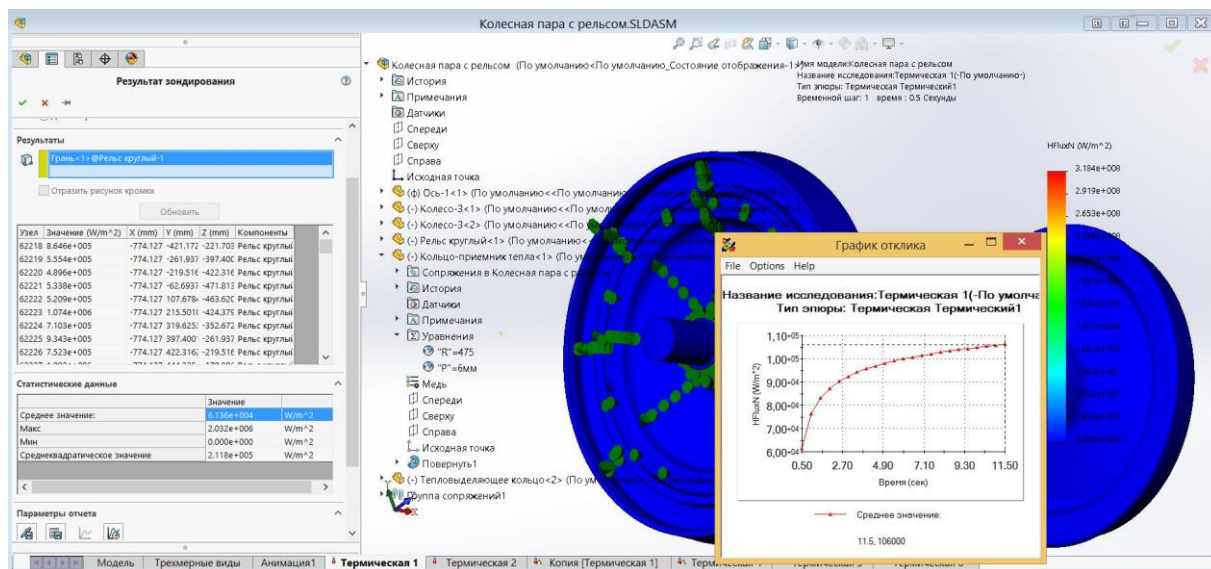 Колесная пара с рельсом.SLDASM
Результат зондирования
Результаты
Грань<1>@Рельс круглый-1
Отразить рисунок кромки
Обновить
Узел Значение (W/m^2) X (mm) Y (mm) Z (mm) Компоненты
62218 8.646e+005 -774.127 -421.172 -221.703 Рельс круглый
62219 5.554e+005 -774.127 -261.937 -397.400 Рельс круглый
62220 4.896e+005 -774.127 -219.516 -422.316 Рельс круглый
62221 5.338e+005 -774.127 -62.6937 -471.813 Рельс круглый
62222 5.209e+005 -774.127 107.678 -463.620 Рельс круглый
62223 1.074e+006 -774.127 215.501 -424.379 Рельс круглый
62224 7.103e+005 -774.127 319.625 -352.672 Рельс круглый
62225 9.343e+005 -774.127 397.400 -261.937 Рельс круглый
62226 7.523e+005 -774.127 422.316 -219.516 Рельс круглый
Статистические данные
Значение
Среднее значение: 6.136e+004 W/m^2
Макс 2.032e+006 W/m^2
Мин 0.000e+000 W/m^2
Среднеквадратическое значение 2.118e+005 W/m^2
Параметры отчета
Колесная пара с рельсом (По умолчанию<По умолчанию_Состояние отображения-1>
История
Примечания
Датчики
Спереди
Сверху
Справа
Исходная точка
(ф) Ось-1<1> (По умолчанию<<По умолчанию
(-) Колесо-3<1> (По умолчанию<<По умолчанию
(-) Колесо-3<2> (По умолчанию<<По
(-) Рельс круглый<1> (По умолчанию<
(-) Кольцо-приемник тепла<1> (По
Сопряжения в Колесная пара с
История
Датчики
Примечания
Уравнения
"R"=475
"P"=6мм
Медь
Спереди
Сверху
Справа
Исходная точка
Повернуть1
(-) Тепловыделяющее кольцо<2> (По
Группа сопряжений1
Имя модели:Колесная пара с рельсом
Название исследования:Термическая 1(-По умолчанию-)
Тип эпюры: Термическая Термический1
Временной шаг: 1 время : 0.5 Секунды
HFluxN (W/m^2)
3.184e+008
2.919e+008
2.653e+008
График отклика
File Options Help
Название исследования:Термическая 1(-По умолча
Тип эпюры: Термическая Термический1
HFluxN (W/m^2)
1,10+05
1,00+05
9,00+04
8,00+04
7,00+04
6,00+04
0.50 2.70 4.90 7.10 9.30 11.50
Время (сек)
Среднее значение:
11.5, 106000
Модель Трехмерные виды Анимация1 Термическая 1 Термическая 2 Копия [Термическая 1]